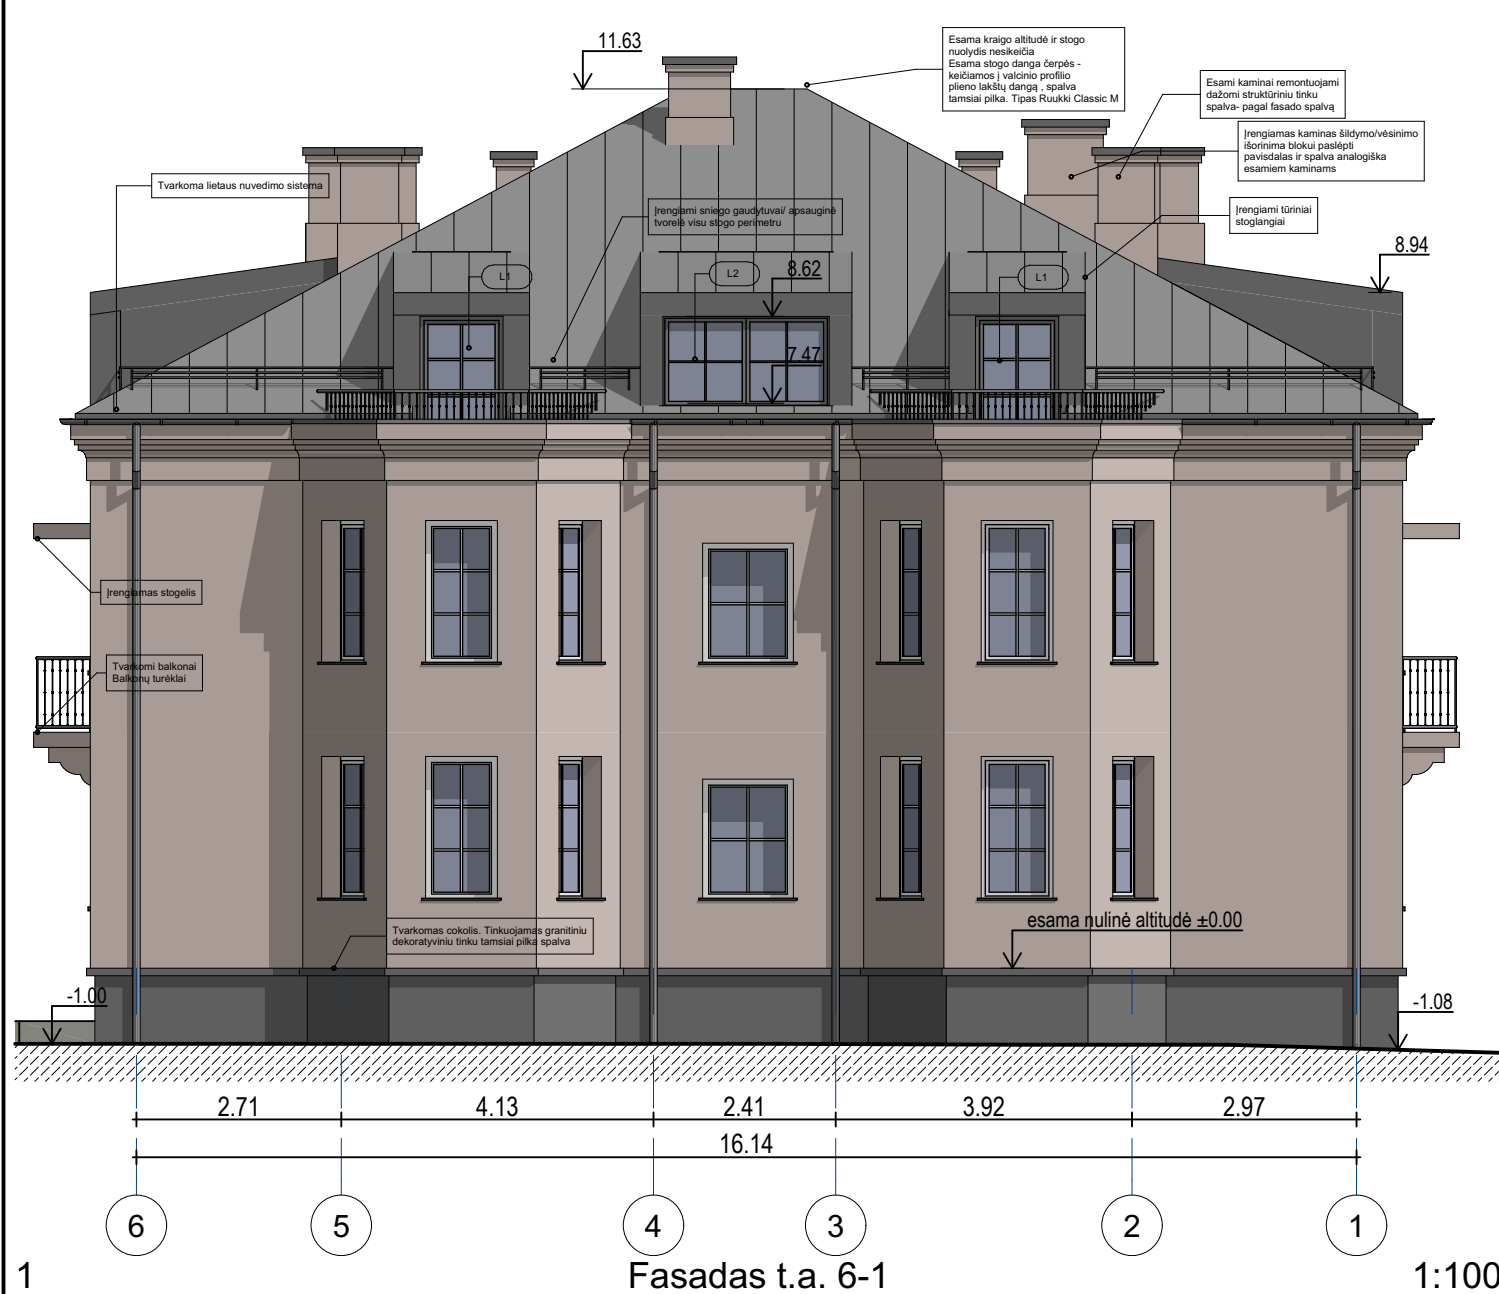 11.63
Esama kraigo altitudė ir stogo
nuolydis nesikeičia
Esama stogo danga čerpės -
keičiamos į valcinio profilio
plieno lakštų dangą , spalva
tamsiai pilka. Tipas Ruukki Classic M
Esami kaminai remontuojami
dažomi struktūriniu tinku
spalva- pagal fasado spalvą
Įrengiamas kaminas šildymo/vėsinimo
išorinima blokui paslėpti
pavisdalas ir spalva analogiška
esamiem kaminams
Tvarkoma lietaus nuvedimo sistema
Įrengiami sniego gaudytuvai/ apsauginė
tvorelė visu stogo perimetru
Įrengiami tūriniai
stoglangiai
8.94
L1
L2
8.62
L1
7.47
Įrengiamas stogelis
Tvarkomi balkonai
Balkonų turėklai
Tvarkomas cokolis. Tinkuojamas granitiniu
dekoratyviniu tinku tamsiai pilka spalva
esama nulinė altitudė ±0.00
-1.00
-1.08
2.71 4.13 2.41 3.92 2.97
16.14
6 5 4 3 2 1
1 Fasadas t.a. 6-1 1:100